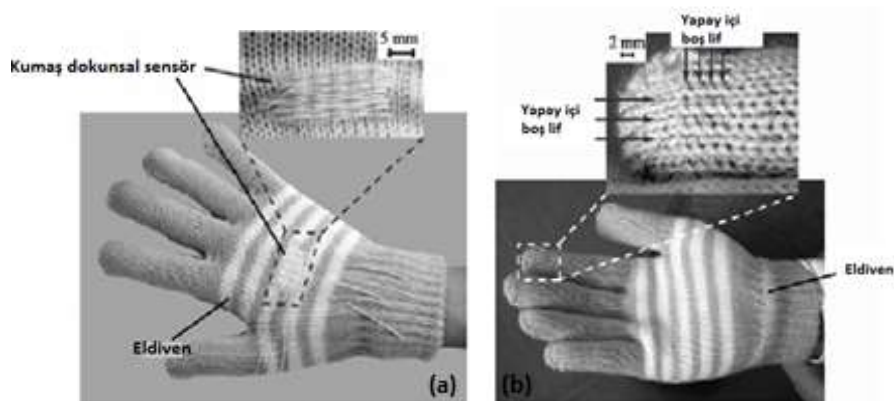 5 mm
Kumaş dokunsal sensör
Eldiven
(a)
Yapay içi
boş lif
2 mm
Yapay içi
boş lif
Eldiven
(b)